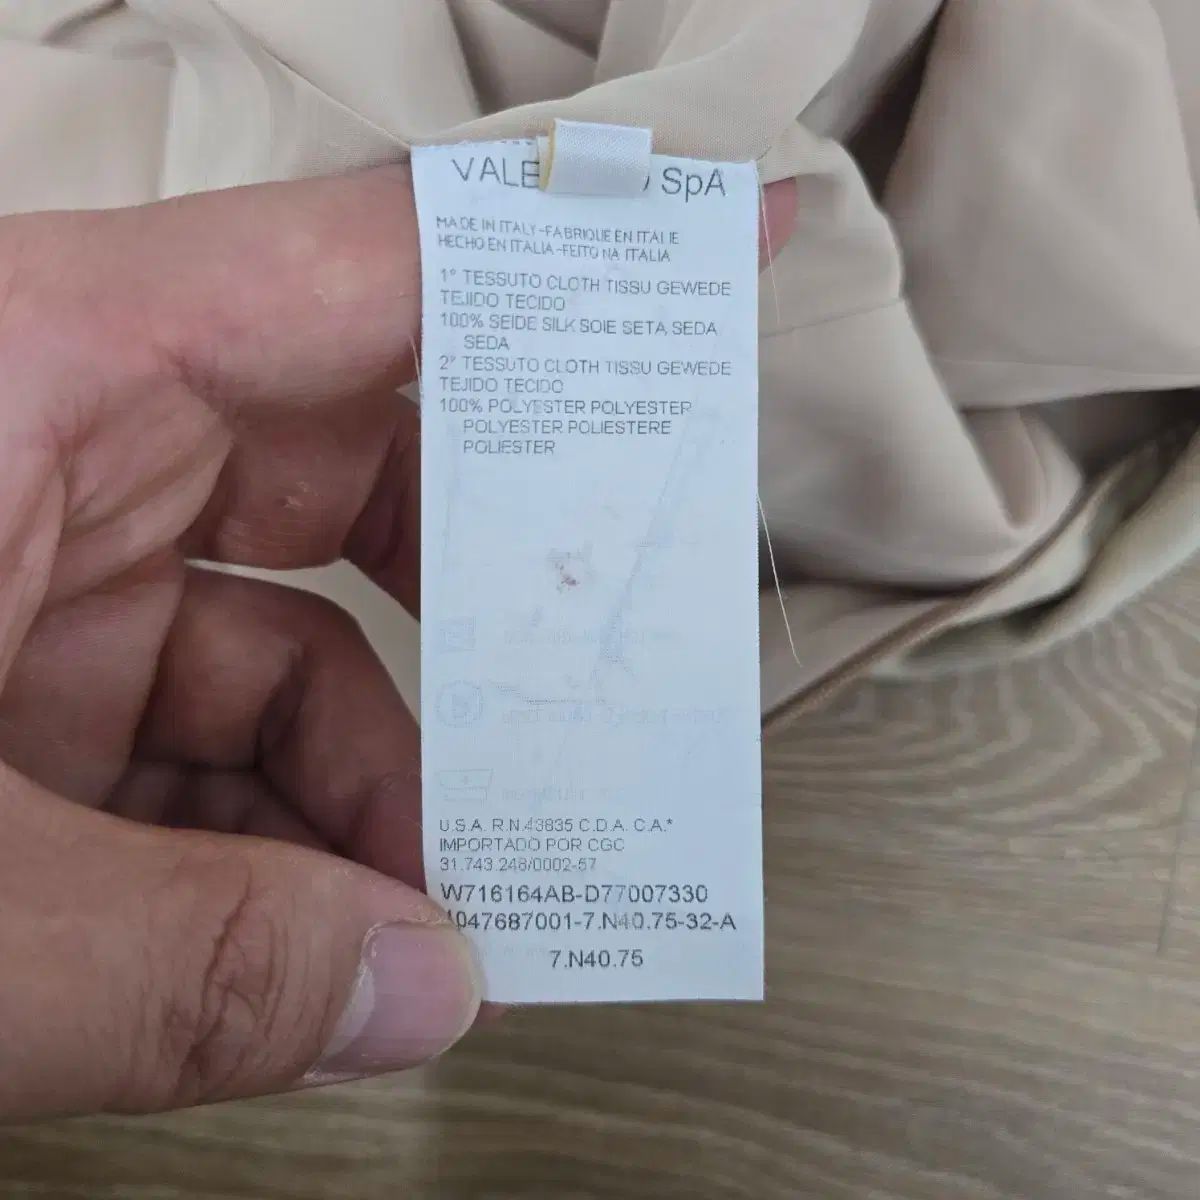 VALE SpA
MADE IN ITALY-FABRIQUE EN ITALIE
HECHO EN ITALIA-FEITO NA ITALIA
1° TESSUTO CLOTH TISSU GEWEDE
TEJIDO TECIDO
100% SEIDE SILK SOIE SETA SEDA
SEDA
2° TESSUTO CLOTH TISSU GEWEDE
TEJIDO TECIDO
100% POLYESTER POLYESTER
POLYESTER POLIESTERE
POLIESTER
U.S.A. R.N.43835 C.D.A. C.A.*
IMPORTADO POR CGC
31.743.248/0002-57
W716164AB-D77007330
047687001-7.N40.75-32-A
7.N40.75